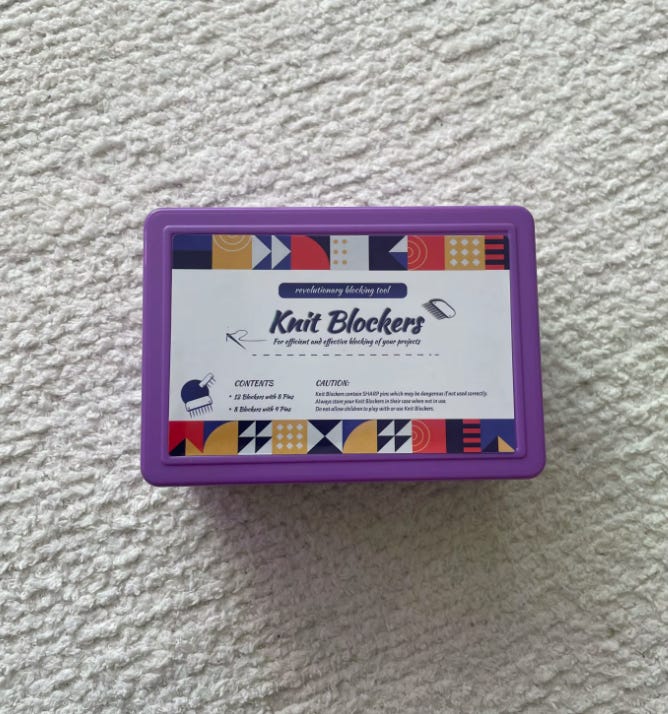 revolutionary blocking tool
Knit Blockers
For efficient and effective blocking of your projects
CONTENTS
• 12 Blockers with 8 Pins
• 8 Blockers with 4 Pins
CAUTION:
Knit Blockers contain SHARP pins which may be dangerous if not used correctly.
Always store your Knit Blockers in their case when not in use.
Do not allow children to play with or use Knit Blockers.